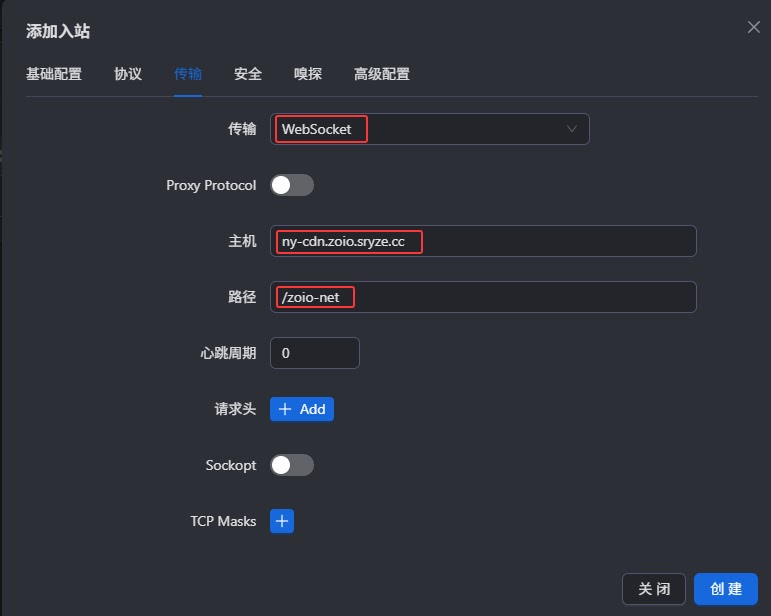 添加入站
基础配置 协议 传输 安全 嗅探 高级配置
传输 WebSocket
Proxy Protocol
主机 ny-cdn.zoio.sryze.cc
路径 /zoio-net
心跳周期 0
请求头 + Add
Sockopt
TCP Masks +
关 闭 创 建